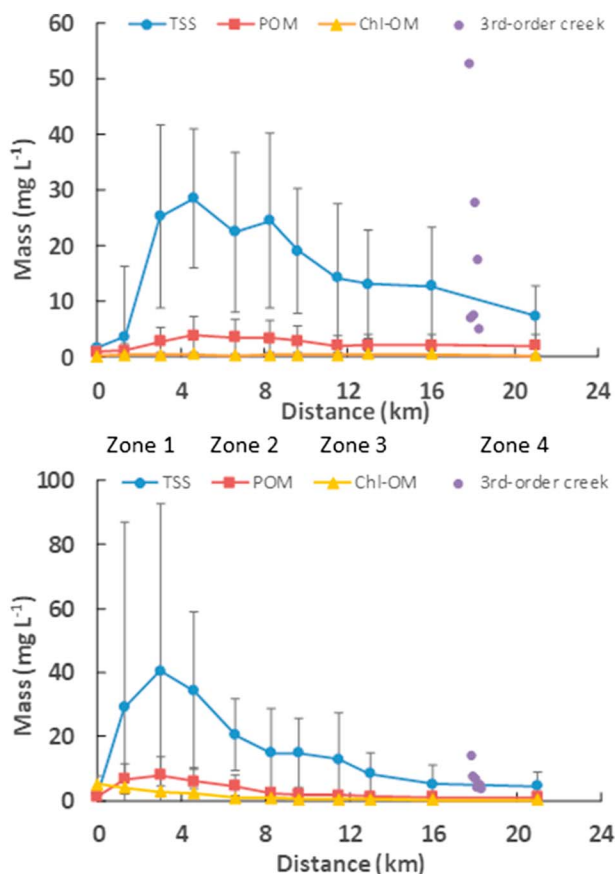 60
50
40
30
20
10
0
Mass (mg L⁻¹)
TSS POM Chl-OM 3rd-order creek
0 4 8 12 16 20 24
Distance (km)
Zone 1 Zone 2 Zone 3 Zone 4
100
80
60
40
20
0
Mass (mg L⁻¹)
TSS POM Chl-OM 3rd-order creek
0 4 8 12 16 20 24
Distance (km)